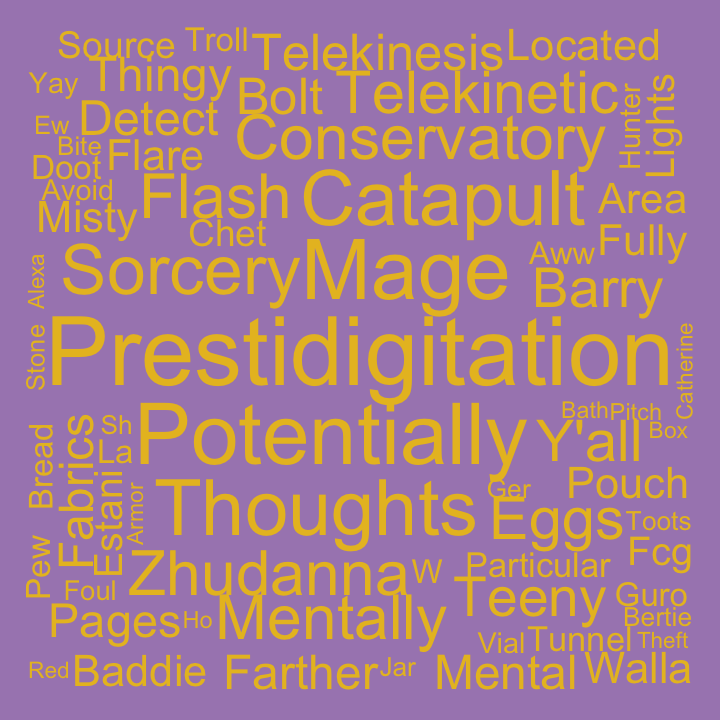 Source Troll Telekinesis Located
Yay Thingy Bolt Telekinetic Hunter Lights
Ew Detect Conservatory
Bite Flare
Doot Flash Catapult Area
Avoid
Misty Chet Fully
Alexa Sorcery Mage Aww Barry
Stone Prestidigitation Catherine
Bread Fabrics Sh Potentially Bath Pitch Box
La Y'all
Estani Armor Thoughts Ger Pouch
Pew Eggs Toots
Foul Zhudanna W Particular Fcg
Pages Ho Mentally Teeny Guro
Bertie
Vial Tunnel Theft
Red Baddie Farther Jar Mental Walla